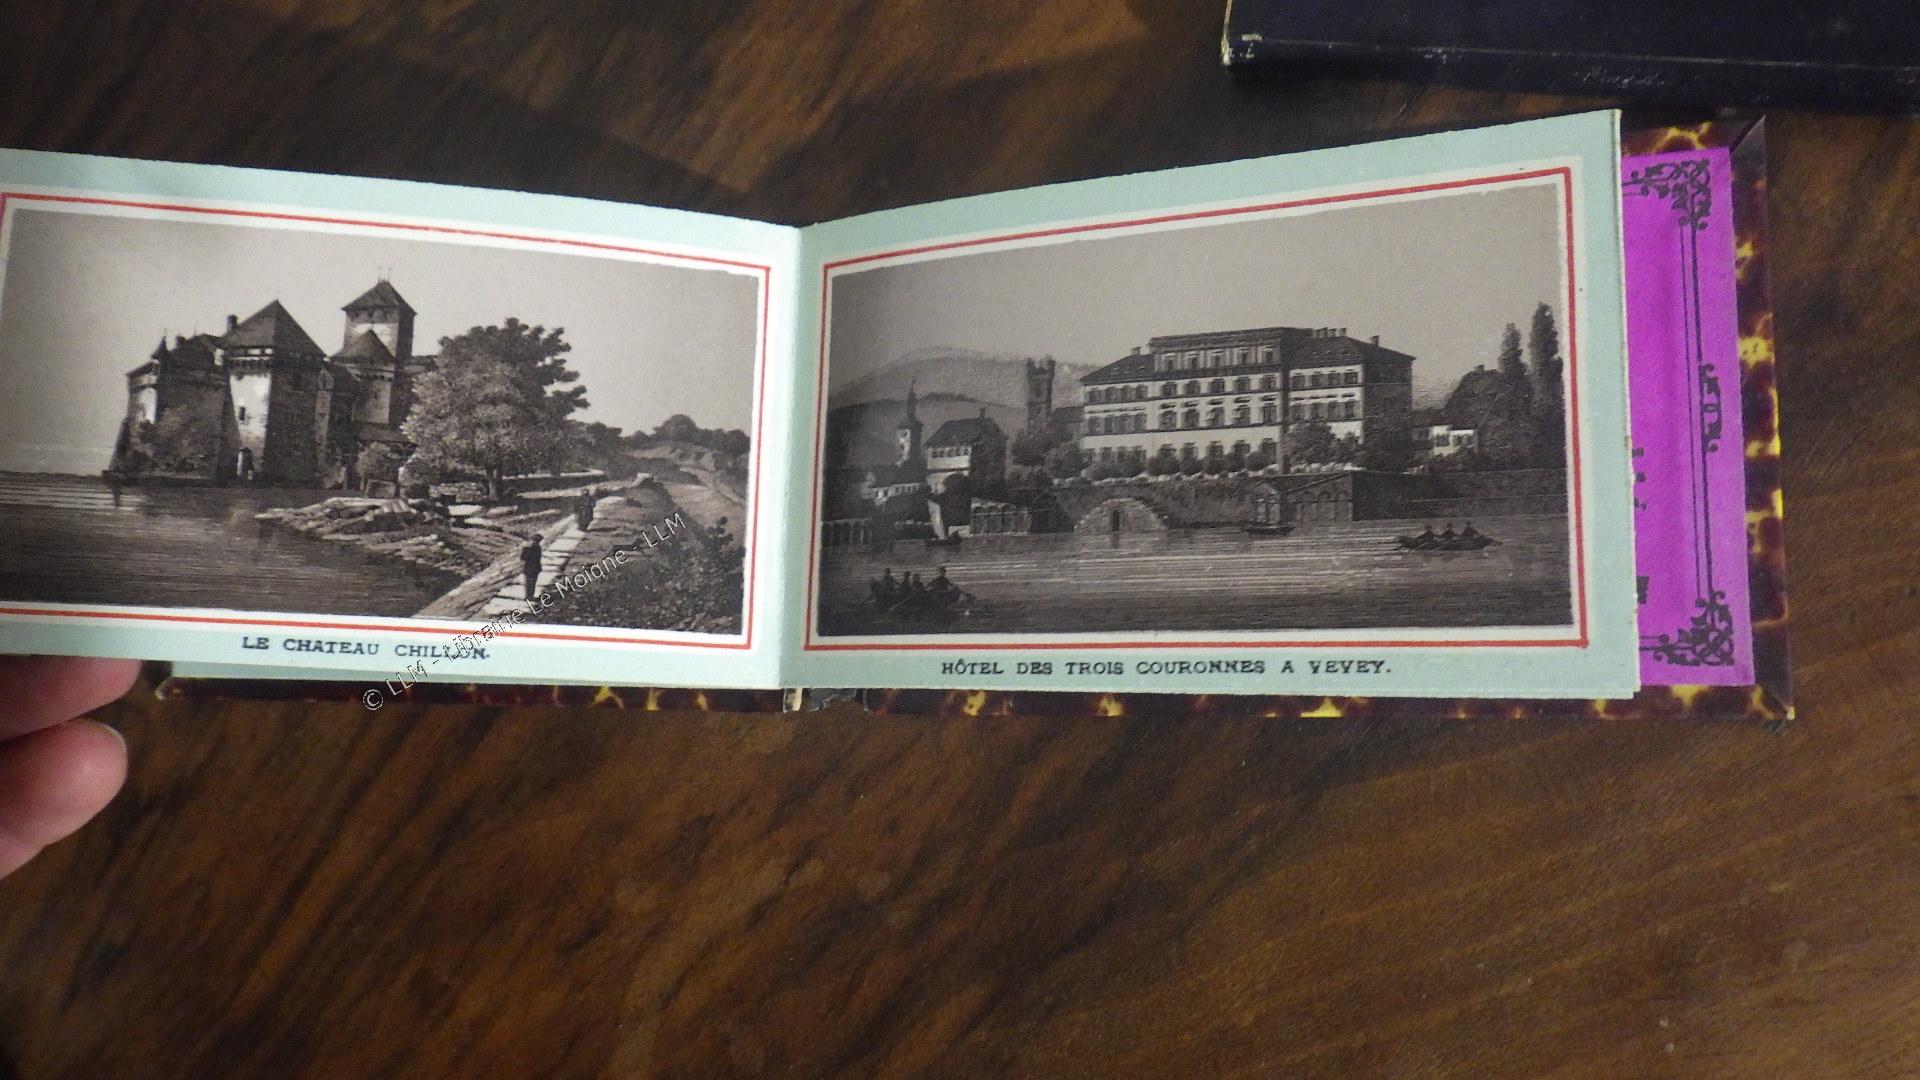 LE CHATEAU CHILLON.
HÔTEL DES TROIS COURONNES A VEVEY.
© LLM - Librairie Le Moigne - LLM